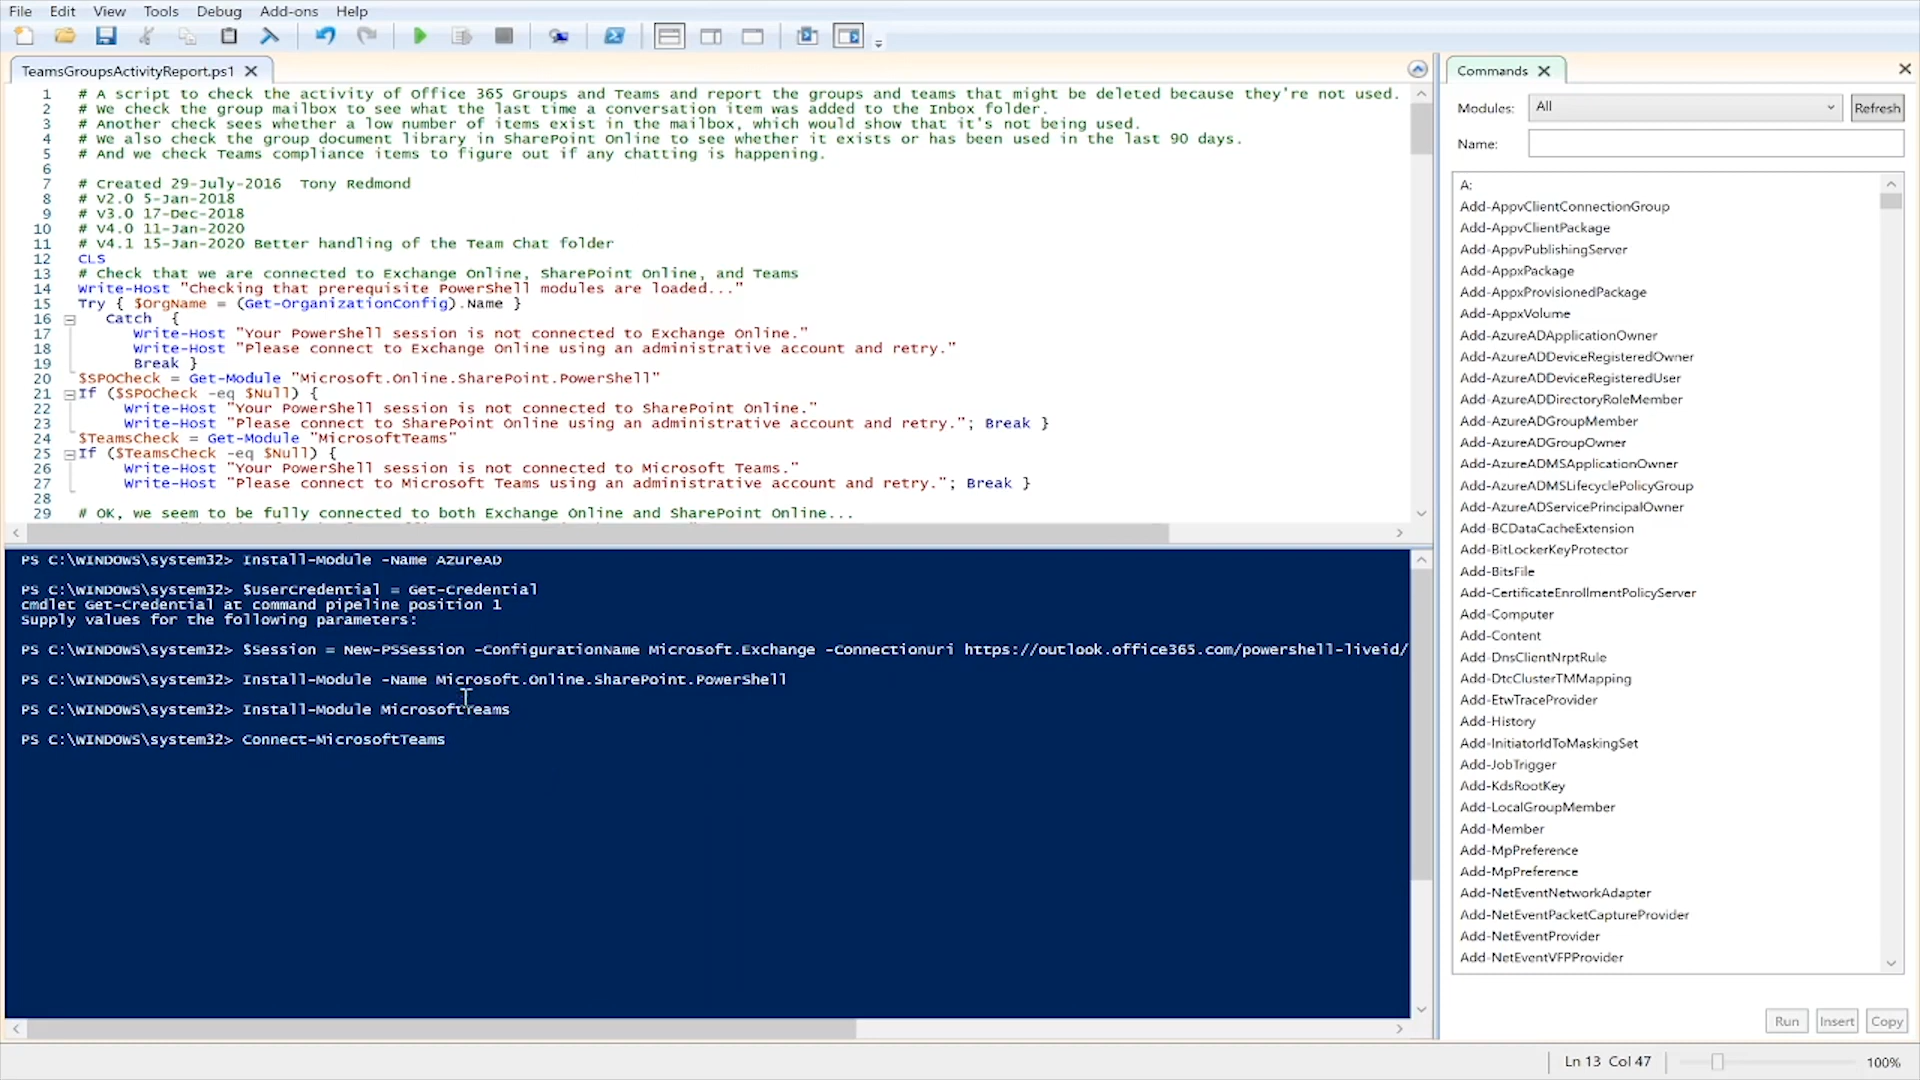 File Edit View Tools Debug Add-ons Help
TeamsGroupsActivityReport.ps1
1 # A script to check the activity of Office 365 Groups and Teams and report the groups and teams that might be deleted because they're not used.
2 # We check the group mailbox to see what the last time a conversation item was added to the Inbox folder.
3 # Another check sees whether a low number of items exist in the mailbox, which would show that it's not being used.
4 # We also check the group document library in SharePoint Online to see whether it exists or has been used in the last 90 days.
5 # And we check Teams compliance items to figure out if any chatting is happening.
6
7 # Created 29-July-2016  Tony Redmond
8 # V2.0 5-Jan-2018
9 # V3.0 17-Dec-2018
10 # V4.0 11-Jan-2020
11 # V4.1 15-Jan-2020 Better handling of the Team Chat folder
12 CLS
13 # Check that we are connected to Exchange Online, SharePoint Online, and Teams
14 Write-Host "Checking that prerequisite PowerShell modules are loaded..."
15 Try { $OrgName = (Get-OrganizationConfig).Name }
16 Catch  {
17 Write-Host "Your PowerShell session is not connected to Exchange Online."
18 Write-Host "Please connect to Exchange Online using an administrative account and retry."
19 Break }
20 $SPOCheck = Get-Module "Microsoft.Online.SharePoint.PowerShell"
21 If ($SPOCheck -eq $Null) {
22 Write-Host "Your PowerShell session is not connected to SharePoint Online."
23 Write-Host "Please connect to SharePoint Online using an administrative account and retry."; Break }
24 $TeamsCheck = Get-Module "MicrosoftTeams"
25 If ($TeamsCheck -eq $Null) {
26 Write-Host "Your PowerShell session is not connected to Microsoft Teams."
27 Write-Host "Please connect to Microsoft Teams using an administrative account and retry."; Break }
28
29 # OK, we seem to be fully connected to both Exchange Online and SharePoint Online...
PS C:\WINDOWS\system32> Install-Module -Name AzureAD
PS C:\WINDOWS\system32> $UserCredential = Get-Credential
cmdlet Get-Credential at command pipeline position 1
Supply values for the following parameters:
PS C:\WINDOWS\system32> $Session = New-PSSession -ConfigurationName Microsoft.Exchange -ConnectionUri https://outlook.office365.com/powershell-liveid/
PS C:\WINDOWS\system32> Install-Module -Name Microsoft.Online.SharePoint.PowerShell
PS C:\WINDOWS\system32> Install-Module MicrosoftTeams
PS C:\WINDOWS\system32> Connect-MicrosoftTeams
Commands
Modules: All Refresh
Name:
A:
Add-AppvClientConnectionGroup
Add-AppvClientPackage
Add-AppvPublishingServer
Add-AppxPackage
Add-AppxProvisionedPackage
Add-AppxVolume
Add-AzureADApplicationOwner
Add-AzureADDeviceRegisteredOwner
Add-AzureADDeviceRegisteredUser
Add-AzureADDirectoryRoleMember
Add-AzureADGroupMember
Add-AzureADGroupOwner
Add-AzureADMSApplicationOwner
Add-AzureADMSLifecyclePolicyGroup
Add-AzureADServicePrincipalOwner
Add-BCDataCacheExtension
Add-BitLockerKeyProtector
Add-BitsFile
Add-CertificateEnrollmentPolicyServer
Add-Computer
Add-Content
Add-DnsClientNrptRule
Add-DtcClusterTMMapping
Add-EtwTraceProvider
Add-History
Add-InitiatorIdToMaskingSet
Add-JobTrigger
Add-KdsRootKey
Add-LocalGroupMember
Add-Member
Add-MpPreference
Add-MpPreference
Add-NetEventNetworkAdapter
Add-NetEventPacketCaptureProvider
Add-NetEventProvider
Add-NetEventVFPProvider
Run Insert Copy
Ln 13 Col 47 100%